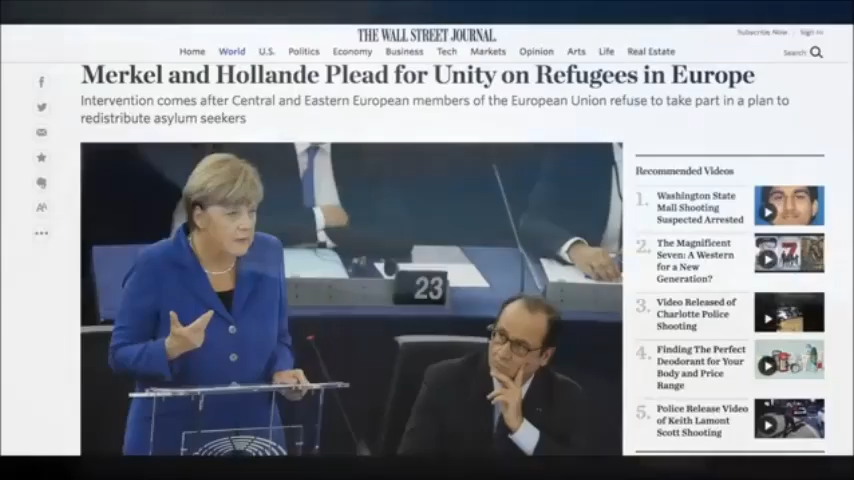 THE WALL STREET JOURNAL.
Subscribe Now | Sign In
Home World U.S. Politics Economy Business Tech Markets Opinion Arts Life Real Estate
Search
Merkel and Hollande Plead for Unity on Refugees in Europe
Intervention comes after Central and Eastern European members of the European Union refuse to take part in a plan to
redistribute asylum seekers
23
Recommended Videos
1. Washington State
Mall Shooting
Suspected Arrested
2. The Magnificent
Seven: A Western
for a New
Generation?
3. Video Released of
Charlotte Police
Shooting
4. Finding The Perfect
Deodorant for Your
Body and Price
Range
5. Police Release Video
of Keith Lamont
Scott Shooting